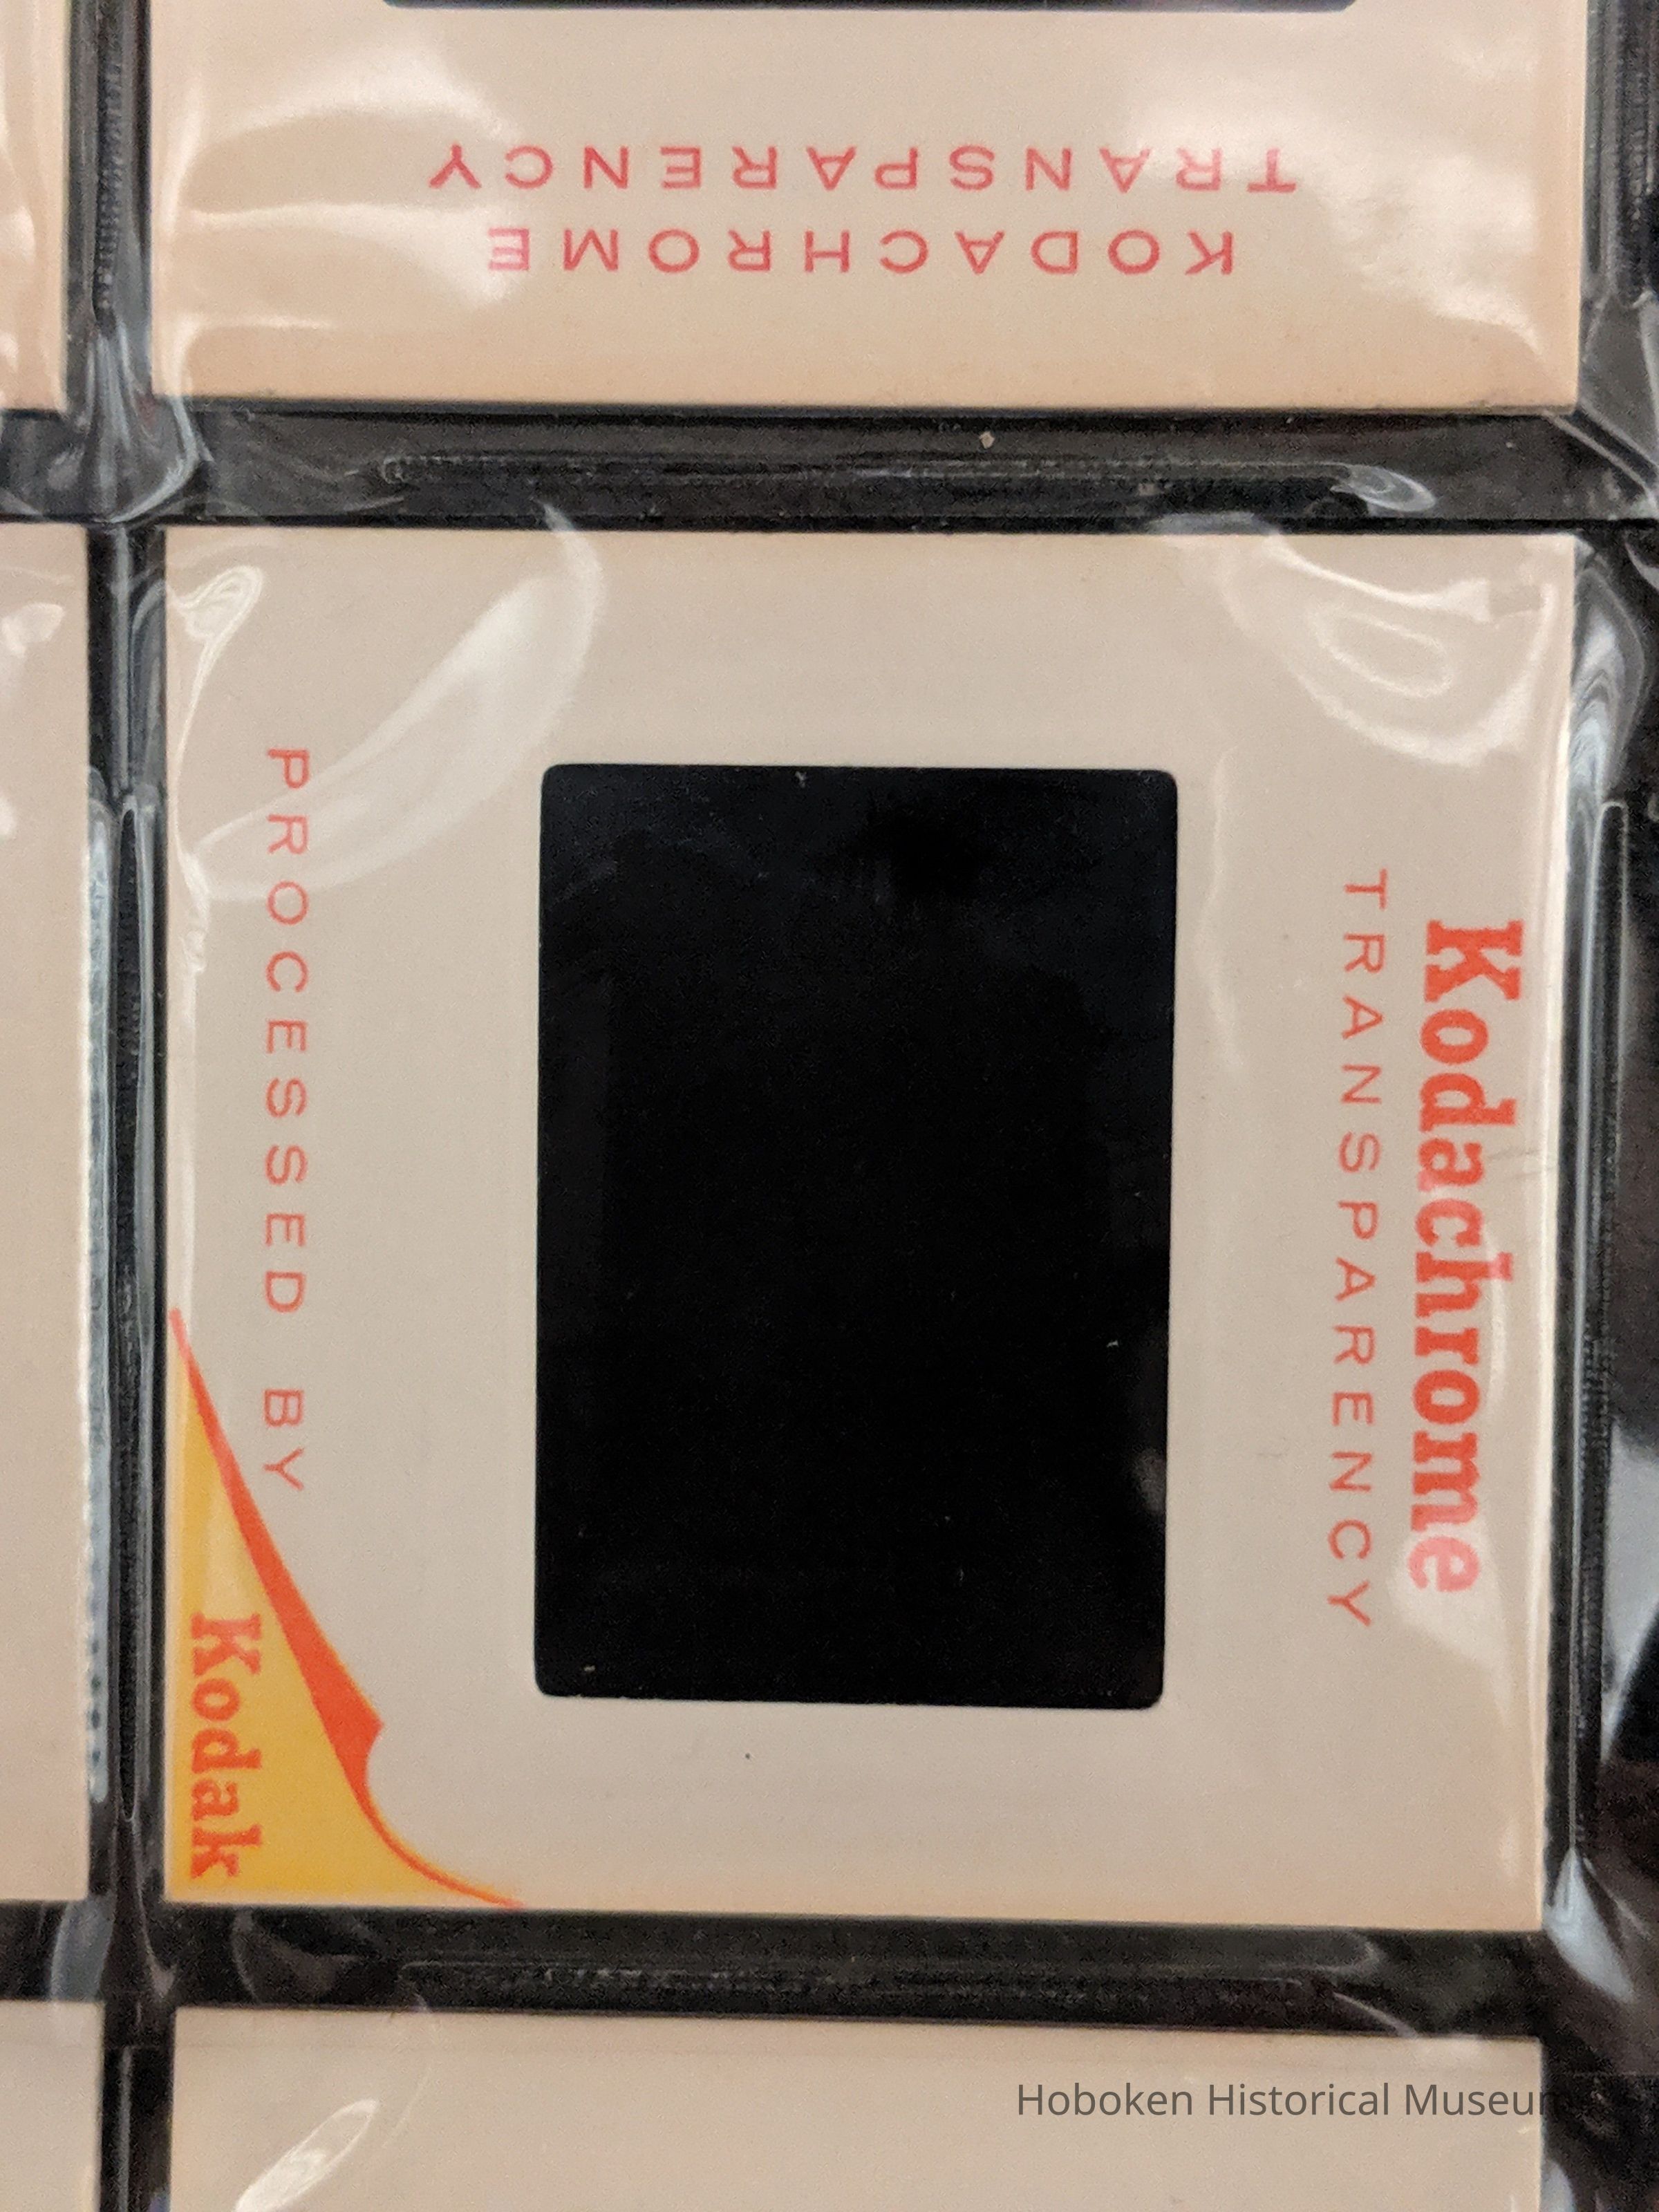 KODACHROME
TRANSPARENCY
Kodachrome
TRANSPARENCY
PROCESSED BY
Kodak
Hoboken Historical Museum